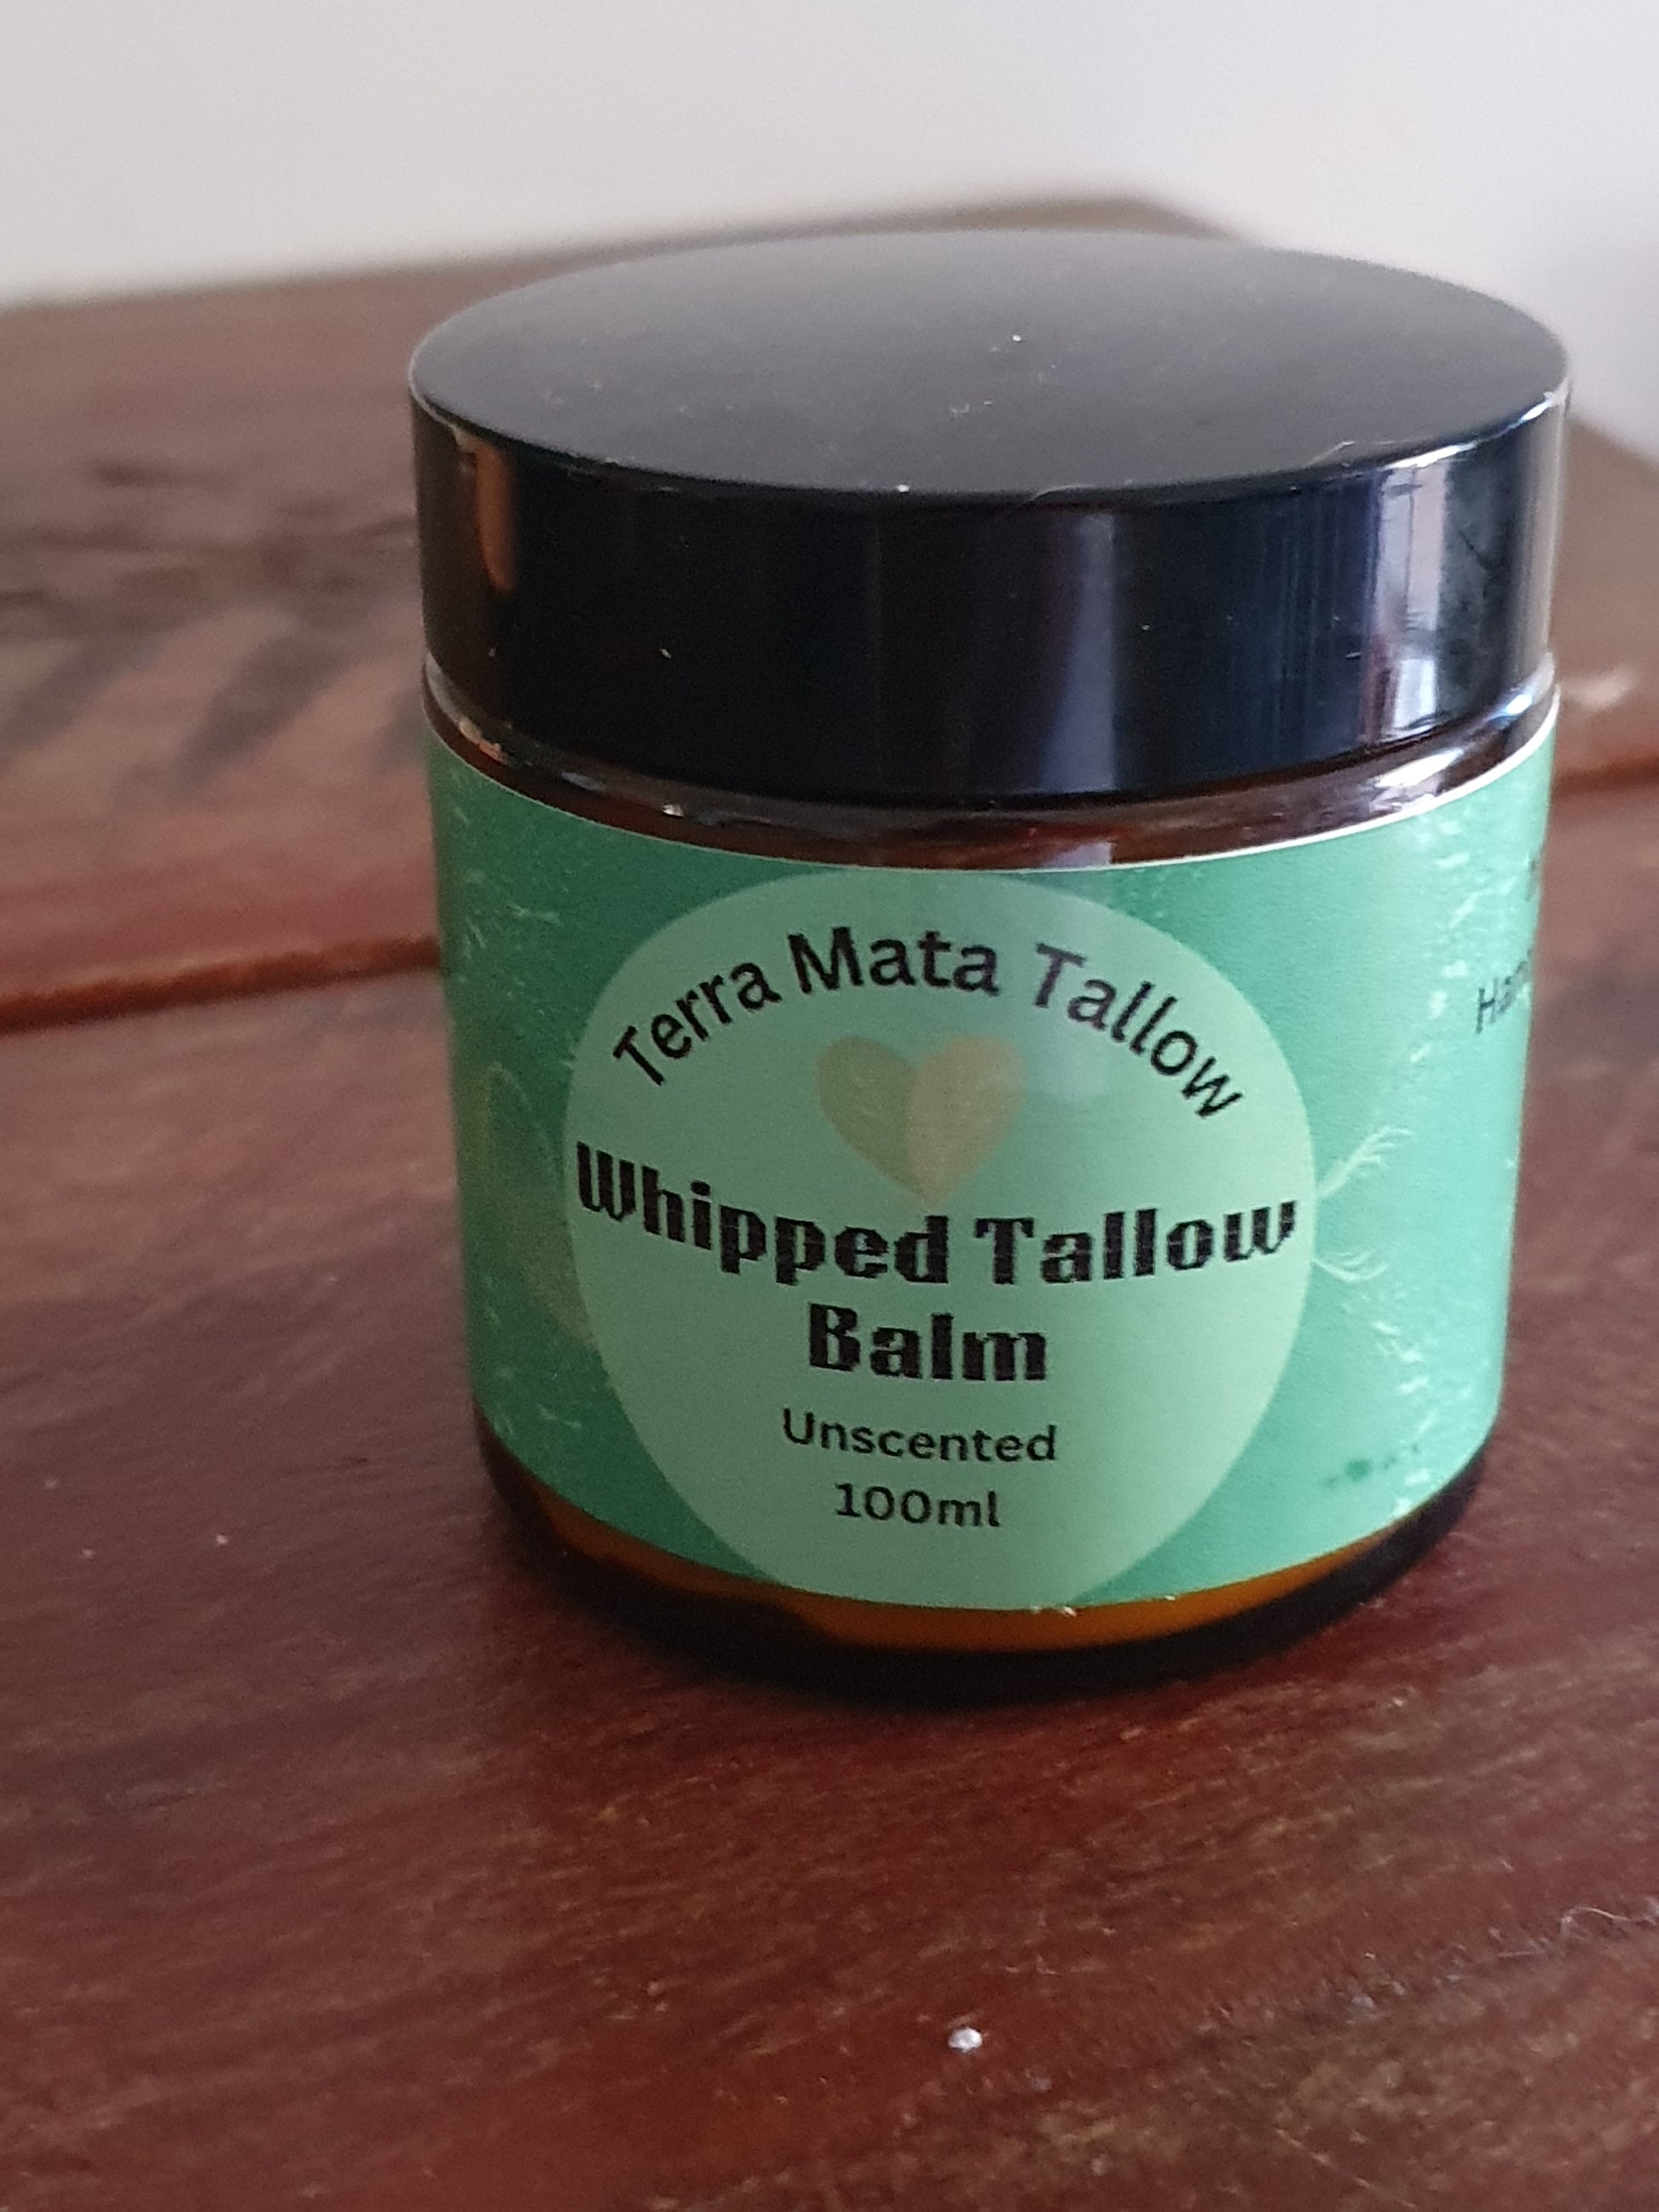 Terra Mata Tallow
Whipped Tallow
Balm
Unscented
100ml